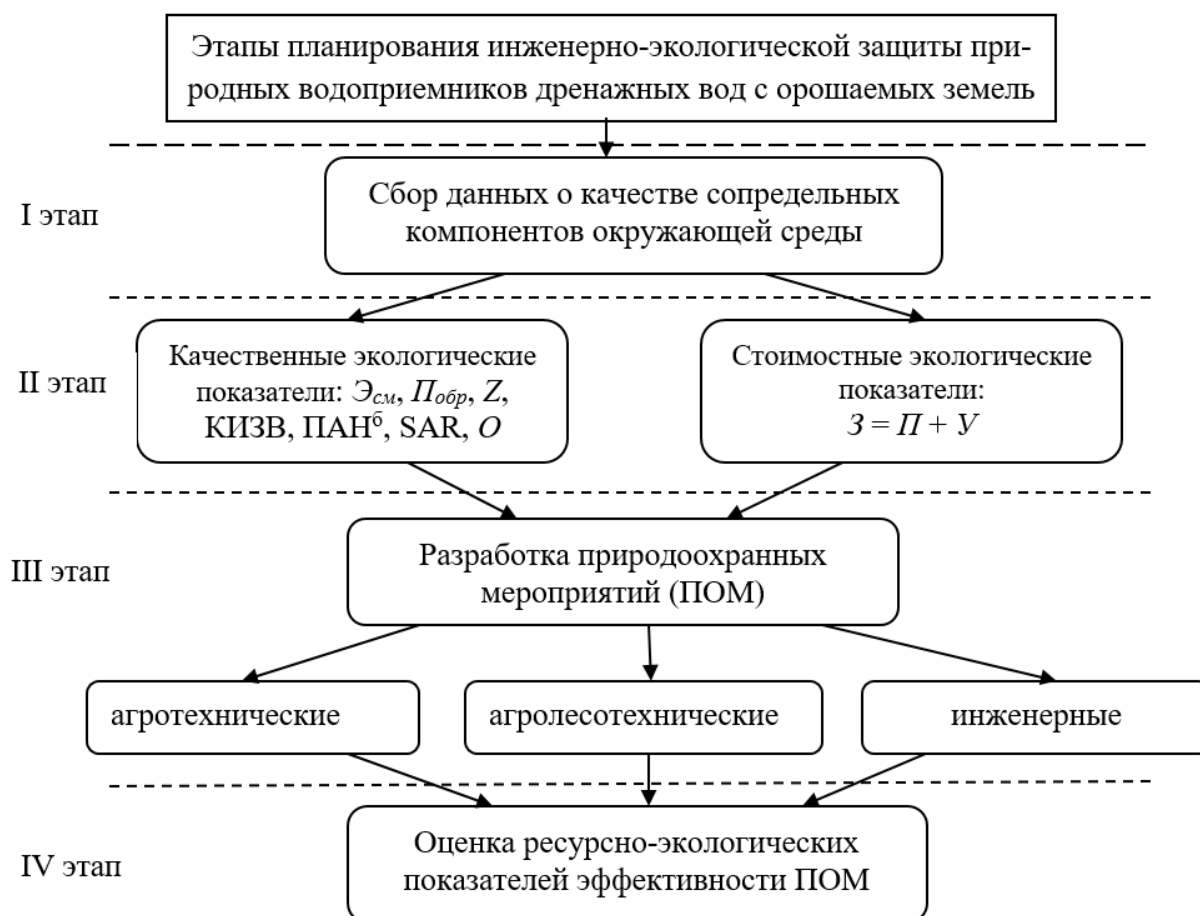 Этапы планирования инженерно-экологической защиты при-
родных водоприемников дренажных вод с орошаемых земель
I этап
Сбор данных о качестве сопредельных
компонентов окружающей среды
II этап
Качественные экологические
показатели: Эсм, Побр, Z,
КИЗВ, ПАНб, SAR, О
Стоимостные экологические
показатели:
З = П + У
III этап
Разработка природоохранных
мероприятий (ПОМ)
агротехнические
агролесотехнические
инженерные
IV этап
Оценка ресурсно-экологических
показателей эффективности ПОМ